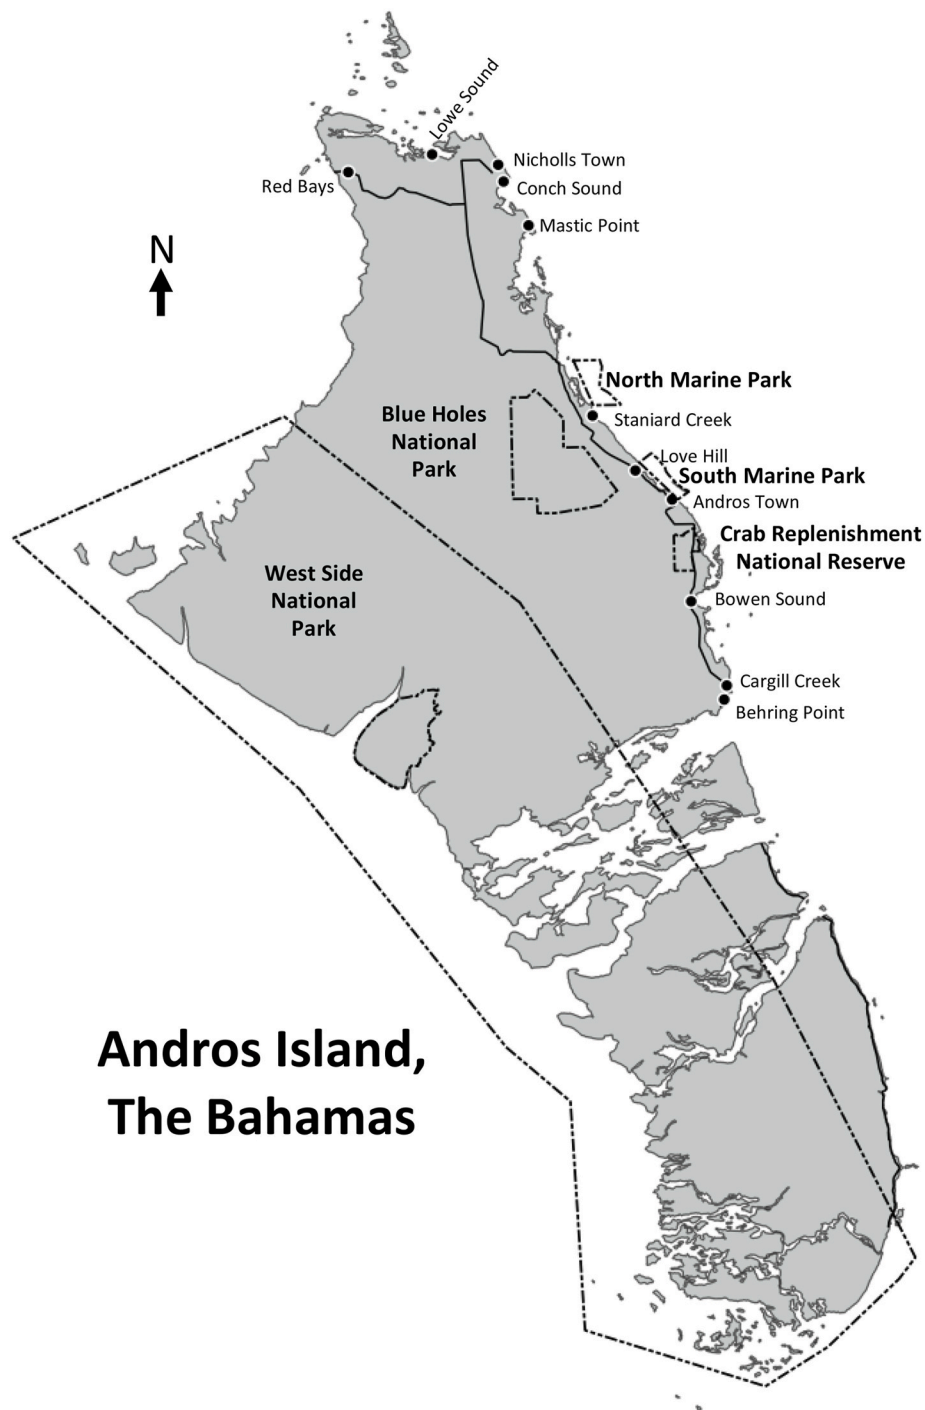 Lowe Sound
Nicholls Town
Red Bays
Conch Sound
Mastic Point
N
North Marine Park
Blue Holes
National
Park
Staniard Creek
Love Hill
South Marine Park
Andros Town
Crab Replenishment
National Reserve
West Side
National
Park
Bowen Sound
Cargill Creek
Behring Point
Andros Island,
The Bahamas